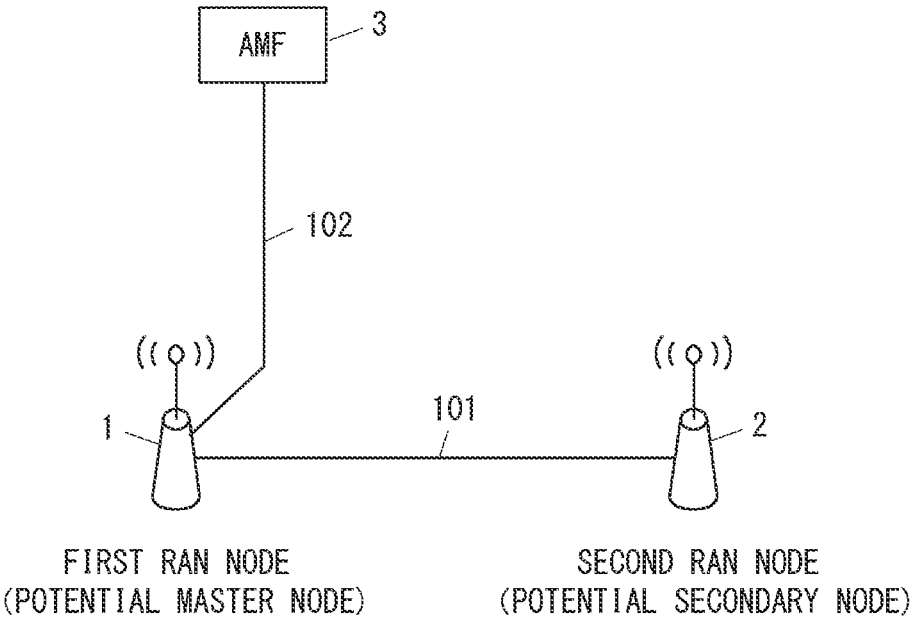 AMF
3
102
1
101
2
FIRST RAN NODE
(POTENTIAL MASTER NODE)
SECOND RAN NODE
(POTENTIAL SECONDARY NODE)